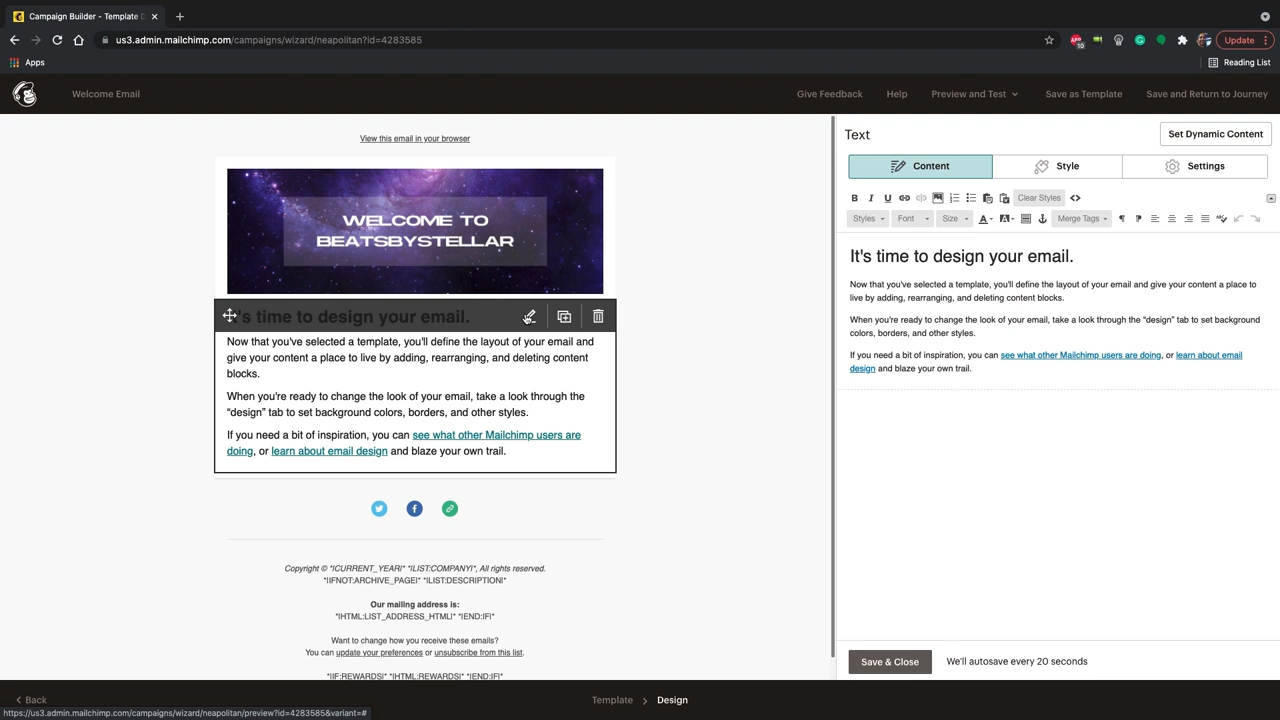 Campaign Builder - Template D
us3.admin.mailchimp.com/campaigns/wizard/neapolitan?id=4283585
10
Update
Apps
Reading List
Welcome Email
Give Feedback
Help
Preview and Test
Save as Template
Save and Return to Journey
View this email in your browser
WELCOME TO
BEATSBYSTELLAR
's time to design your email.
Now that you've selected a template, you'll define the layout of your email and
give your content a place to live by adding, rearranging, and deleting content
blocks.
When you're ready to change the look of your email, take a look through the
“design” tab to set background colors, borders, and other styles.
If you need a bit of inspiration, you can see what other Mailchimp users are
doing, or learn about email design and blaze your own trail.
Copyright © *|CURRENT_YEAR|* *|LIST:COMPANY|*, All rights reserved.
*|IFNOT:ARCHIVE_PAGE|* *|LIST:DESCRIPTION|*
Our mailing address is:
*|HTML:LIST_ADDRESS_HTML|* *|END:IF|*
Want to change how you receive these emails?
You can update your preferences or unsubscribe from this list.
*|IF:REWARDS|* *|HTML:REWARDS|* *|END:IF|*
Text
Set Dynamic Content
Content
Style
Settings
B I U
Clear Styles
Styles
Font
Size
A
A
Merge Tags
It's time to design your email.
Now that you've selected a template, you'll define the layout of your email and give your content a place to
live by adding, rearranging, and deleting content blocks.
When you're ready to change the look of your email, take a look through the “design” tab to set background
colors, borders, and other styles.
If you need a bit of inspiration, you can see what other Mailchimp users are doing, or learn about email
design and blaze your own trail.
Save & Close
We'll autosave every 20 seconds
Back
Template
Design
https://us3.admin.mailchimp.com/campaigns/wizard/neapolitan/preview?id=4283585&variant=#